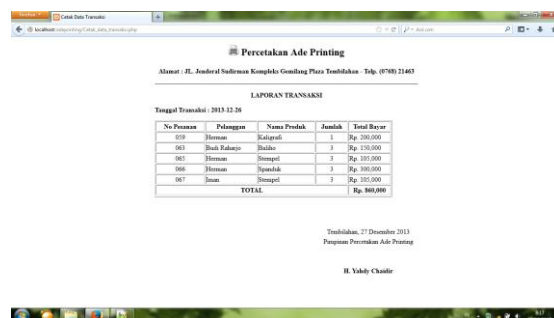 Cetak Data Transaksi
localhost/adeprinting/Cetak_data_transaksi.php
Percetakan Ade Printing
Alamat : JL. Jenderal Sudirman Kompleks Gemilang Plaza Tembilahan - Telp. (0768) 21463
LAPORAN TRANSAKSI
Tanggal Transaksi : 2013-12-26
No Pesanan Pelanggan Nama Produk Jumlah Total Bayar
059 Herman Kaligrafi 1 Rp. 200,000
063 Budi Raharjo Baliho 3 Rp. 150,000
065 Herman Stempel 3 Rp. 105,000
066 Herman Spanduk 3 Rp. 300,000
067 Iman Stempel 3 Rp. 105,000
TOTAL Rp. 860,000
Tembilahan, 27 Desember 2013
Pimpinan Percetakan Ade Printing
H. Yahdy Chaidir